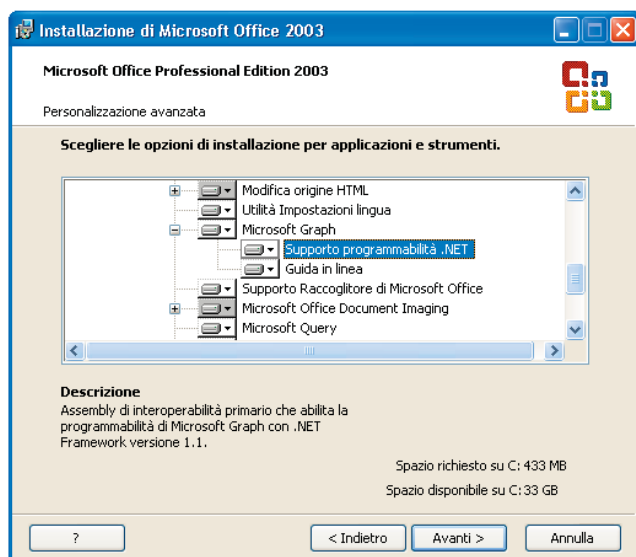 Installazione di Microsoft Office 2003
Microsoft Office Professional Edition 2003
Personalizzazione avanzata
Scegliere le opzioni di installazione per applicazioni e strumenti.
Modifica origine HTML
Utilità Impostazioni lingua
Microsoft Graph
Supporto programmabilità .NET
Guida in linea
Supporto Raccoglitore di Microsoft Office
Microsoft Office Document Imaging
Microsoft Query
Descrizione
Assembly di interoperabilità primario che abilita la
programmabilità di Microsoft Graph con .NET
Framework versione 1.1.
Spazio richiesto su C: 433 MB
Spazio disponibile su C: 33 GB
? < Indietro Avanti > Annulla